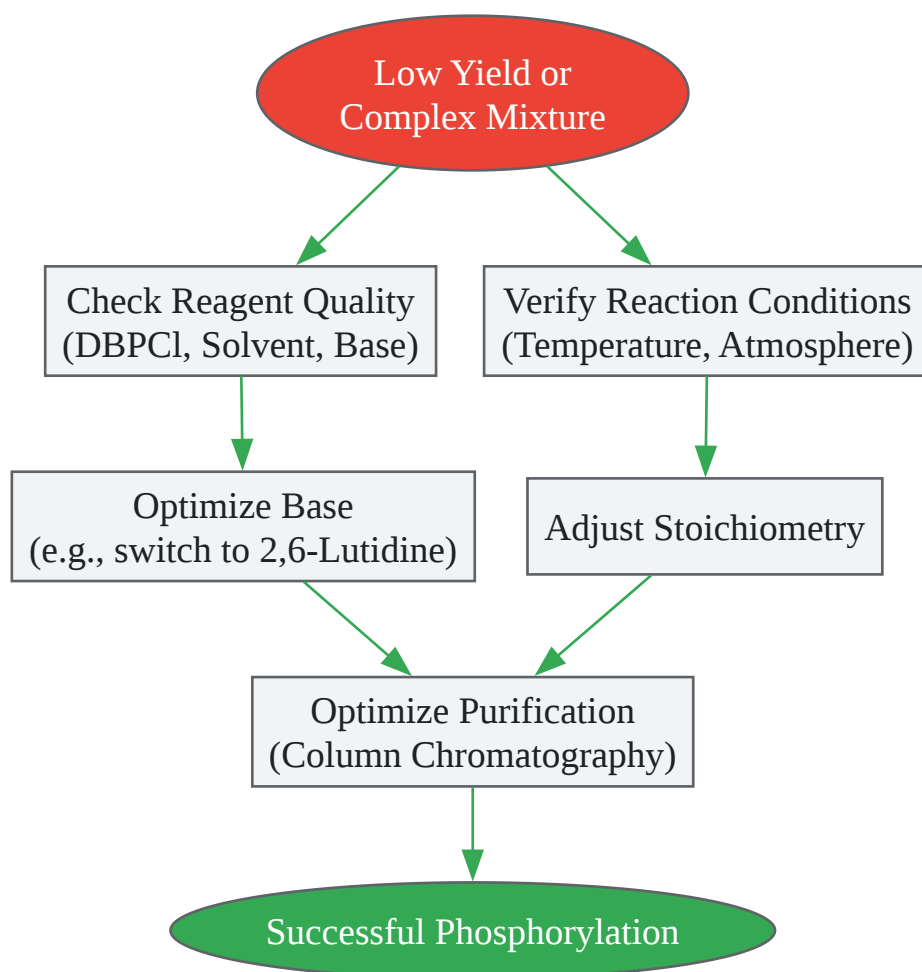 Low Yield or
Complex Mixture
Check Reagent Quality
(DBPCl, Solvent, Base)
Verify Reaction Conditions
(Temperature, Atmosphere)
Optimize Base
(e.g., switch to 2,6-Lutidine)
Adjust Stoichiometry
Optimize Purification
(Column Chromatography)
Successful Phosphorylation